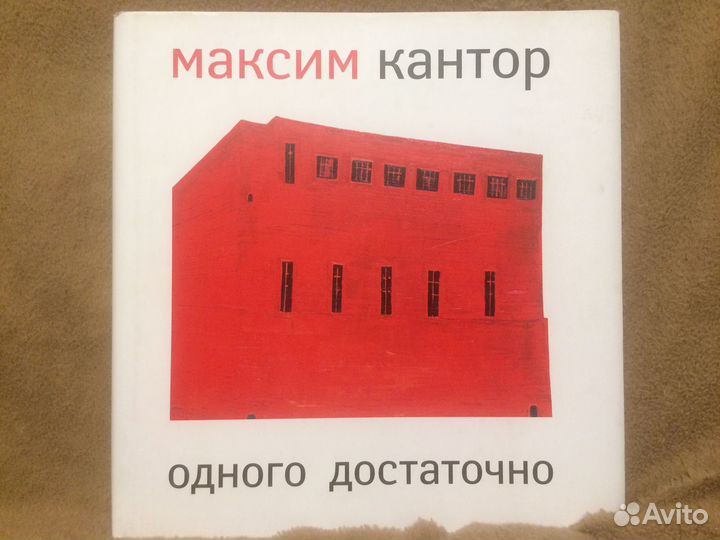 максим кантор
одного достаточно
Avito